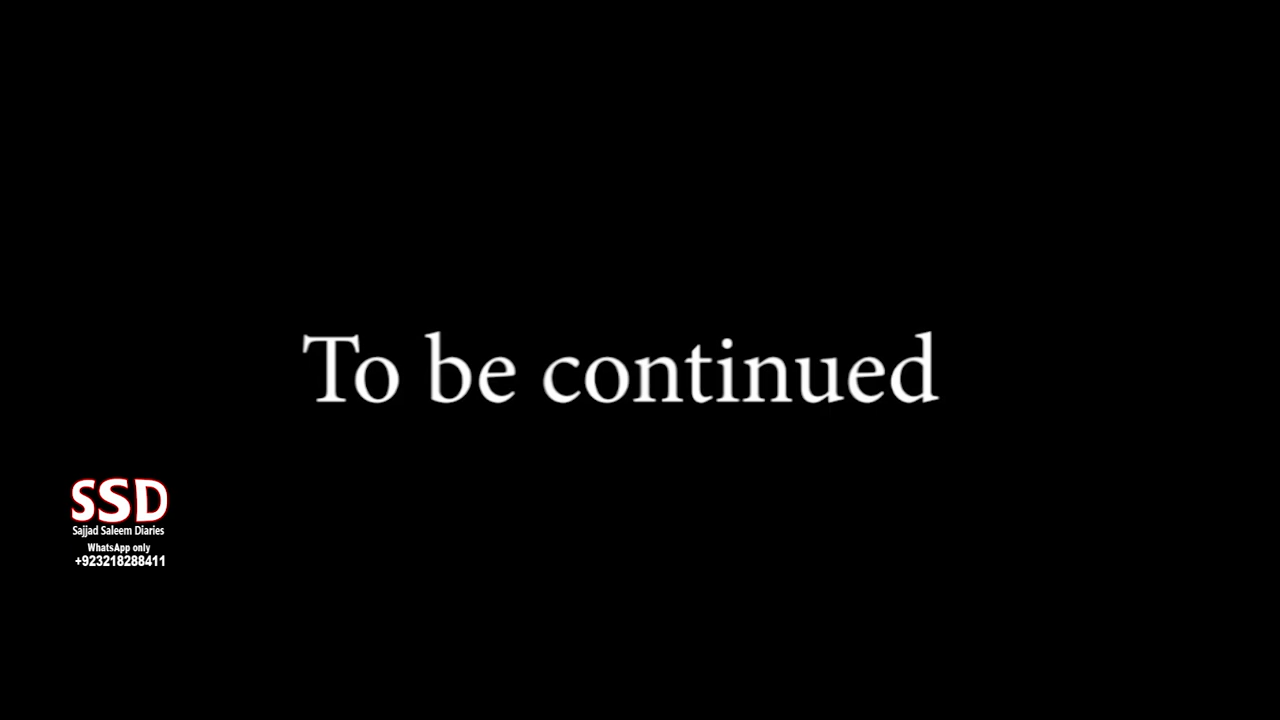 To be continued
SSD
Sajjad Saleem Diaries
WhatsApp only
+923218288411